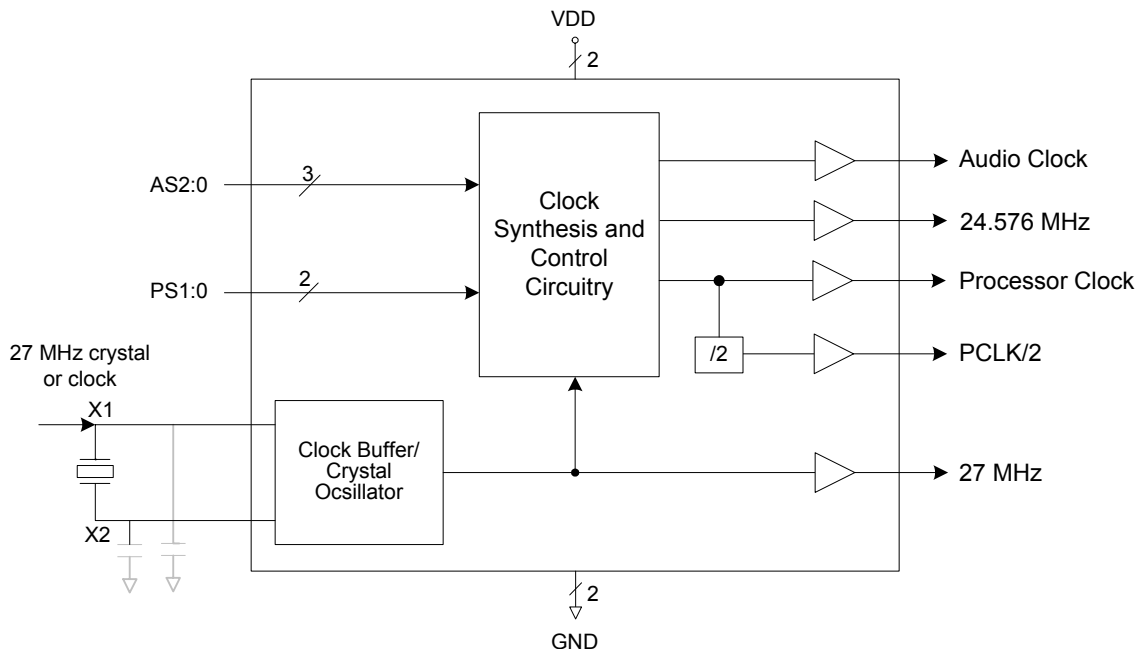 VDD
2
AS2:0
3
PS1:0
2
Clock
Synthesis and
Control
Circuitry
Audio Clock
24.576 MHz
Processor Clock
/2
PCLK/2
27 MHz crystal
or clock
X1
X2
Clock Buffer/
Crystal
Ocsillator
27 MHz
2
GND